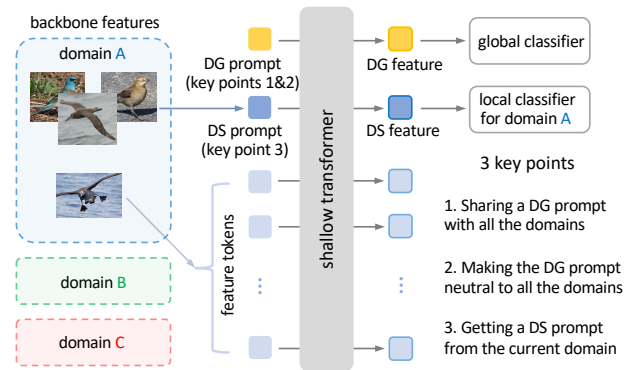 backbone features
domain A
domain B
domain C
DG prompt
(key points 1&2)
DS prompt
(key point 3)
feature tokens
shallow transformer
DG feature
DS feature
global classifier
local classifier
for domain A
3 key points
1. Sharing a DG prompt
with all the domains
2. Making the DG prompt
neutral to all the domains
3. Getting a DS prompt
from the current domain